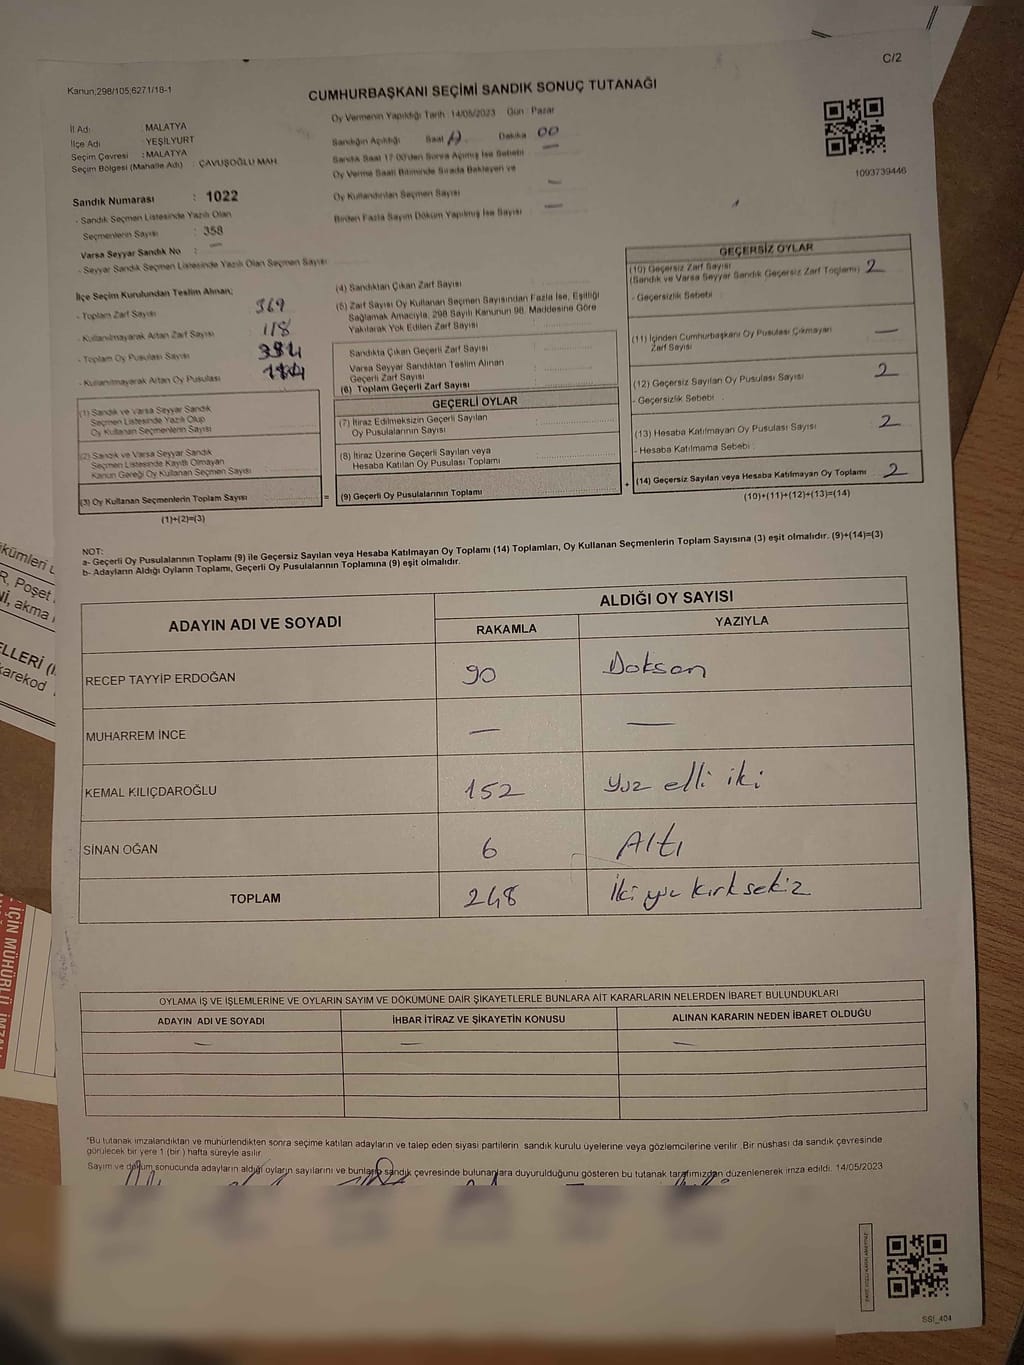 C/2
Kanun;298/105,6271/18-1
CUMHURBAŞKANI SEÇİMİ SANDIK SONUÇ TUTANAĞI
Oy Vermenin Yapıldığı Tarih : 14/05/2023 Gün : Pazar
İl Adı : MALATYA
İlçe Adı : YEŞİLYURT
Seçim Çevresi : MALATYA
Seçim Bölgesi (Mahalle Adı) : ÇAVUŞOĞLU MAH
Sandığın Açıldığı Saat Dakika 00
Sandık Saat 17:00'den Sonra Açılmış İse Sebebi —
Oy Verme Saati Bitiminde Sırada Bekleyen ve
Oy Kullandırılan Seçmen Sayısı —
Birden Fazla Sayım Döküm Yapılmış İse Sayısı —
1093739446
Sandık Numarası : 1022
- Sandık Seçmen Listesinde Yazılı Olan
Seçmenlerin Sayısı : 358
Varsa Seyyar Sandık No : —
- Seyyar Sandık Seçmen Listesinde Yazılı Olan Seçmen Sayısı
İlçe Seçim Kurulundan Teslim Alınan;
- Toplam Zarf Sayısı 369
- Kullanılmayarak Artan Zarf Sayısı 118
- Toplam Oy Pusulası Sayısı
- Kullanılmayarak Artan Oy Pusulası
(1) Sandık ve Varsa Seyyar Sandık
Seçmen Listesinde Yazılı Olup
Oy Kullanan Seçmenlerin Sayısı
(2) Sandık ve Varsa Seyyar Sandık
Seçmen Listesinde Kayıtlı Olmayan
Kanun Gereği Oy Kullanan Seçmen Sayısı
(3) Oy Kullanan Seçmenlerin Toplam Sayısı =
(1)+(2)=(3)
(4) Sandıktan Çıkan Zarf Sayısı
(5) Zarf Sayısı Oy Kullanan Seçmen Sayısından Fazla İse, Eşitliği
Sağlamak Amacıyla, 298 Sayılı Kanunun 98. Maddesine Göre
Yakılarak Yok Edilen Zarf Sayısı :
Sandıkta Çıkan Geçerli Zarf Sayısı :
Varsa Seyyar Sandıktan Teslim Alınan
Geçerli Zarf Sayısı :
(6) Toplam Geçerli Zarf Sayısı :
GEÇERLİ OYLAR
(7) İtiraz Edilmeksizin Geçerli Sayılan
Oy Pusulalarının Sayısı
(8) İtiraz Üzerine Geçerli Sayılan veya
Hesaba Katılan Oy Pusulası Toplamı
(9) Geçerli Oy Pusulalarının Toplamı +
GEÇERSİZ OYLAR
(10) Geçersiz Zarf Sayısı
(Sandık ve Varsa Seyyar Sandık Geçersiz Zarf Toplamı) 2
- Geçersizlik Sebebi :
(11) İçinden Cumhurbaşkanı Oy Pusulası Çıkmayan
Zarf Sayısı —
(12) Geçersiz Sayılan Oy Pusulası Sayısı 2
- Geçersizlik Sebebi :
(13) Hesaba Katılmayan Oy Pusulası Sayısı 2
- Hesaba Katılmama Sebebi :
(14) Geçersiz Sayılan veya Hesaba Katılmayan Oy Toplamı 2
(10)+(11)+(12)+(13)=(14)
NOT:
a- Geçerli Oy Pusulalarının Toplamı (9) ile Geçersiz Sayılan veya Hesaba Katılmayan Oy Toplamı (14) Toplamları, Oy Kullanan Seçmenlerin Toplam Sayısına (3) eşit olmalıdır. (9)+(14)=(3)
b- Adayların Aldığı Oyların Toplamı, Geçerli Oy Pusulalarının Toplamına (9) eşit olmalıdır.
ADAYIN ADI VE SOYADI ALDIĞI OY SAYISI
RAKAMLA YAZIYLA
RECEP TAYYİP ERDOĞAN 90 Doksan
MUHARREM İNCE — —
KEMAL KILIÇDAROĞLU 152 Yüz elli iki
SİNAN OĞAN 6 Altı
TOPLAM 248 İki yüz kırk sekiz
OYLAMA İŞ VE İŞLEMLERİNE VE OYLARIN SAYIM VE DÖKÜMÜNE DAİR ŞİKAYETLERLE BUNLARA AİT KARARLARIN NELERDEN İBARET BULUNDUKLARI
ADAYIN ADI VE SOYADI İHBAR İTİRAZ VE ŞİKAYETİN KONUSU ALINAN KARARIN NEDEN İBARET OLDUĞU
— — —
*Bu tutanak imzalandıktan ve mühürlendikten sonra seçime katılan adayların ve talep eden siyasi partilerin sandık kurulu üyelerine veya gözlemcilerine verilir. Bir nüshası da sandık çevresinde
görülecek bir yere 1 (bir) hafta süreyle asılır.
Sayım ve döküm sonucunda adayların aldığı oyların sayılarını ve bunların sandık çevresinde bulunanlara duyurulduğunu gösteren bu tutanak tarafımızdan düzenlenerek imza edildi. 14/05/2023
SSİ_404
ELLERİ
karekod
R, Poşet
akma
İÇİN MÜHÜRLÜ, İMZALI